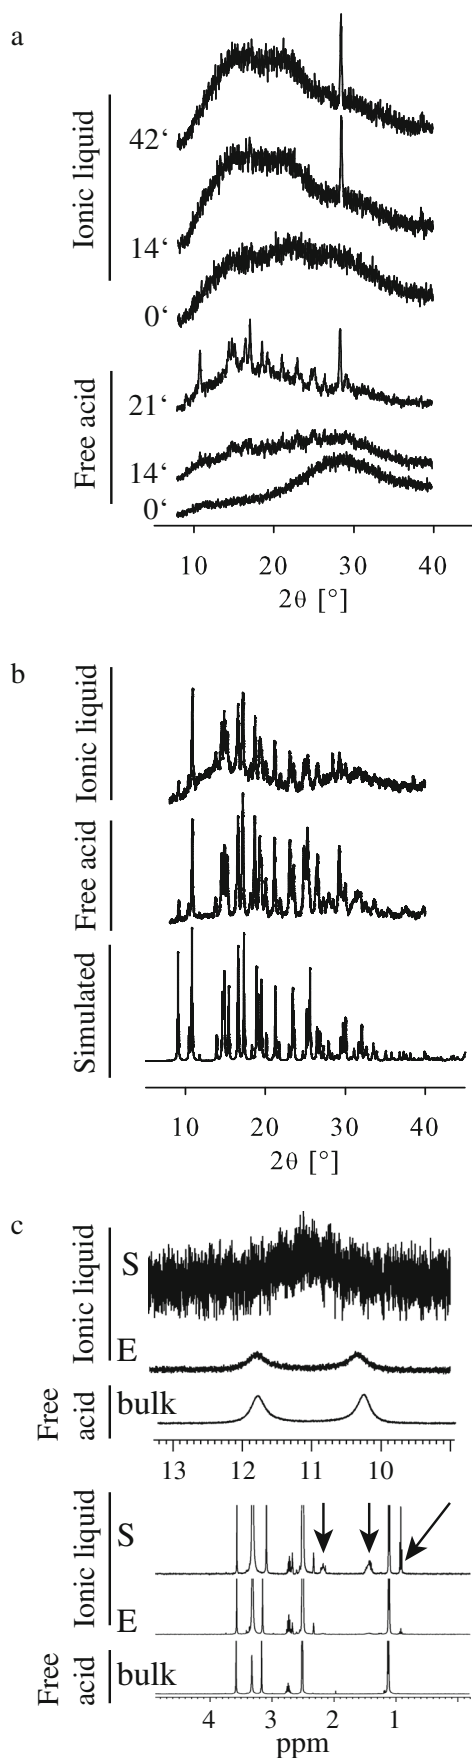 a
Ionic liquid
42‘
14‘
0‘
Free acid
21‘
14‘
0‘
10 20 30 40
2θ [°]
b
Ionic liquid
Free acid
Simulated
10 20 30 40
2θ [°]
c
Ionic liquid
S
E
Free acid
bulk
13 12 11 10
Ionic liquid
S
E
Free acid
bulk
4 3 2 1
ppm